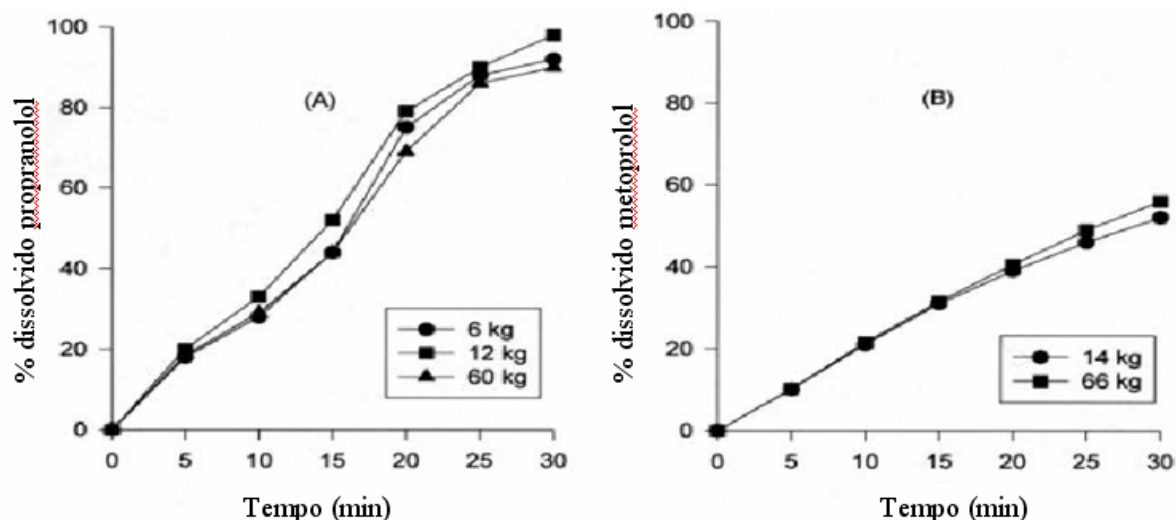 100
80
60
40
20
0
% dissolvido propranolol
(A)
6 kg
12 kg
60 kg
0 5 10 15 20 25 30
Tempo (min)
100
80
60
40
20
0
% dissolvido metoprolol
(B)
14 kg
66 kg
0 5 10 15 20 25 30
Tempo (min)